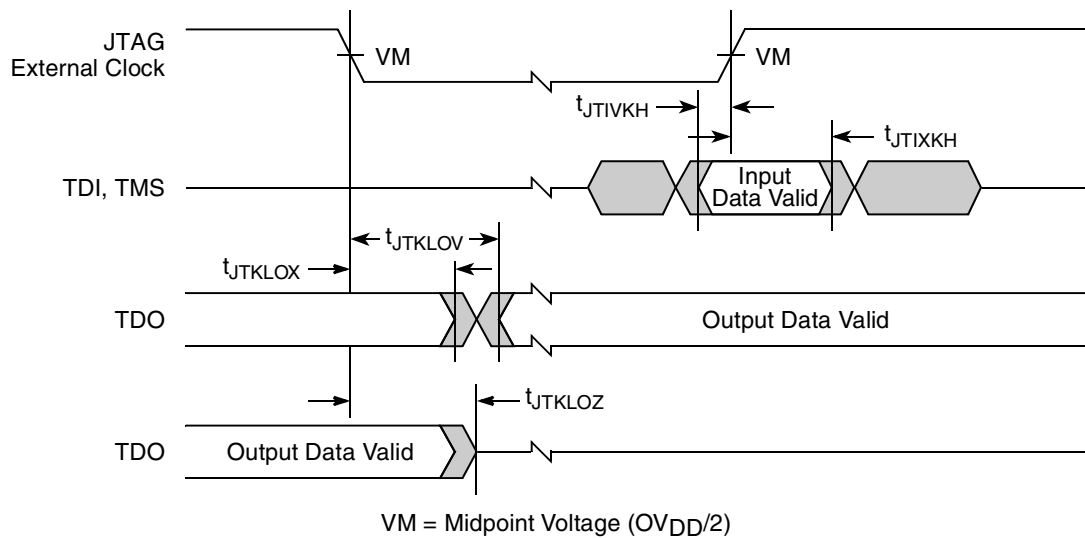 JTAG
External Clock
VM
VM
tJTIVKH
tJTIXKH
TDI, TMS
Input
Data Valid
tJTKLOV
tJTKLOX
TDO
Output Data Valid
tJTKLOZ
TDO
Output Data Valid
VM = Midpoint Voltage (OVDD/2)